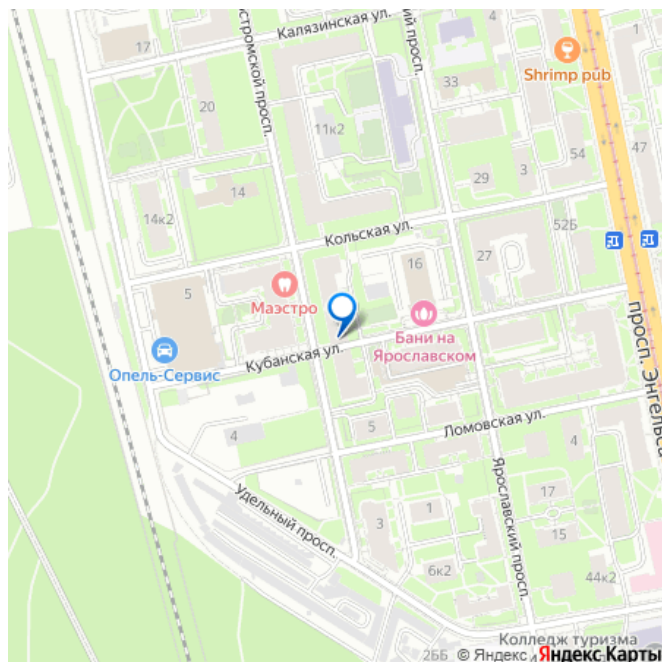 Калязинская ул.
17
4
1
Shrimp pub
стромской просп.
кий просп.
33
20
11к2
47
54
3
29
14
14к2
52Б
Кольская ул.
27
16
5
Маэстро
просп. Энгельса
Бани на
Ярославском
Кубанская ул.
Опель-Сервис
Ломовская ул.
5
4
4
Ярославский просп.
17
Удельный просп.
3
1
15
6к2
44к2
Колледж туризма
26Б
© Яндекс Яндекс Карты